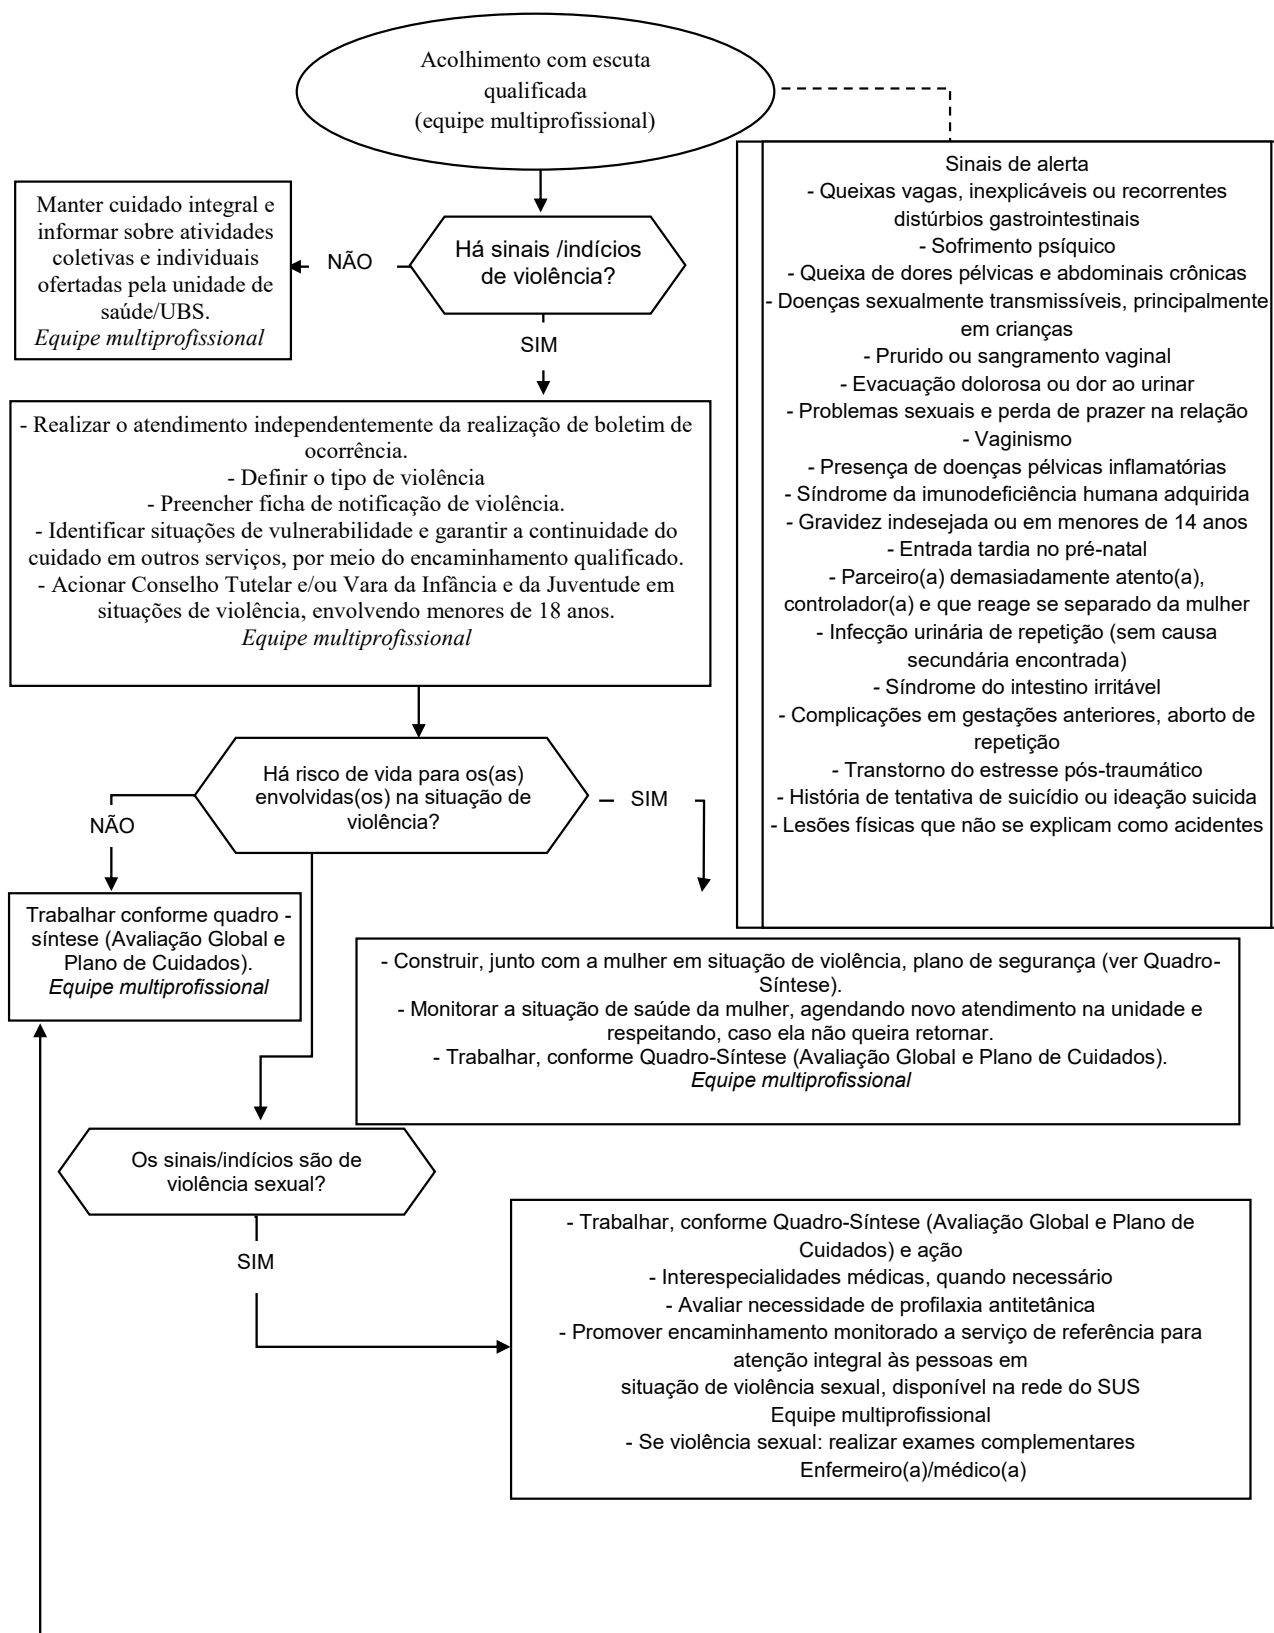 Acolhimento com escuta
qualificada
(equipe multiprofissional)
Sinais de alerta
- Queixas vagas, inexplicáveis ou recorrentes
distúrbios gastrointestinais
- Sofrimento psíquico
- Queixa de dores pélvicas e abdominais crônicas
- Doenças sexualmente transmissíveis, principalmente
em crianças
- Prurido ou sangramento vaginal
- Evacuação dolorosa ou dor ao urinar
- Problemas sexuais e perda de prazer na relação
- Vaginismo
- Presença de doenças pélvicas inflamatórias
- Síndrome da imunodeficiência humana adquirida
- Gravidez indesejada ou em menores de 14 anos
- Entrada tardia no pré-natal
- Parceiro(a) demasiadamente atento(a),
controlador(a) e que reage se separado da mulher
- Infecção urinária de repetição (sem causa
secundária encontrada)
- Síndrome do intestino irritável
- Complicações em gestações anteriores, aborto de
repetição
- Transtorno do estresse pós-traumático
- História de tentativa de suicídio ou ideação suicida
- Lesões físicas que não se explicam como acidentes
Manter cuidado integral e
informar sobre atividades
coletivas e individuais
ofertadas pela unidade de
saúde/UBS.
Equipe multiprofissional
NÃO
Há sinais /indícios
de violência?
SIM
- Realizar o atendimento independentemente da realização de boletim de
ocorrência.
- Definir o tipo de violência
- Preencher ficha de notificação de violência.
- Identificar situações de vulnerabilidade e garantir a continuidade do
cuidado em outros serviços, por meio do encaminhamento qualificado.
- Acionar Conselho Tutelar e/ou Vara da Infância e da Juventude em
situações de violência, envolvendo menores de 18 anos.
Equipe multiprofissional
Há risco de vida para os(as)
envolvidas(os) na situação de
violência?
SIM
NÃO
Trabalhar conforme quadro -
síntese (Avaliação Global e
Plano de Cuidados).
Equipe multiprofissional
- Construir, junto com a mulher em situação de violência, plano de segurança (ver Quadro-
Síntese).
- Monitorar a situação de saúde da mulher, agendando novo atendimento na unidade e
respeitando, caso ela não queira retornar.
- Trabalhar, conforme Quadro-Síntese (Avaliação Global e Plano de Cuidados).
Equipe multiprofissional
Os sinais/indícios são de
violência sexual?
SIM
- Trabalhar, conforme Quadro-Síntese (Avaliação Global e Plano de
Cuidados) e ação
- Interespecialidades médicas, quando necessário
- Avaliar necessidade de profilaxia antitetânica
- Promover encaminhamento monitorado a serviço de referência para
atenção integral às pessoas em
situação de violência sexual, disponível na rede do SUS
Equipe multiprofissional
- Se violência sexual: realizar exames complementares
Enfermeiro(a)/médico(a)